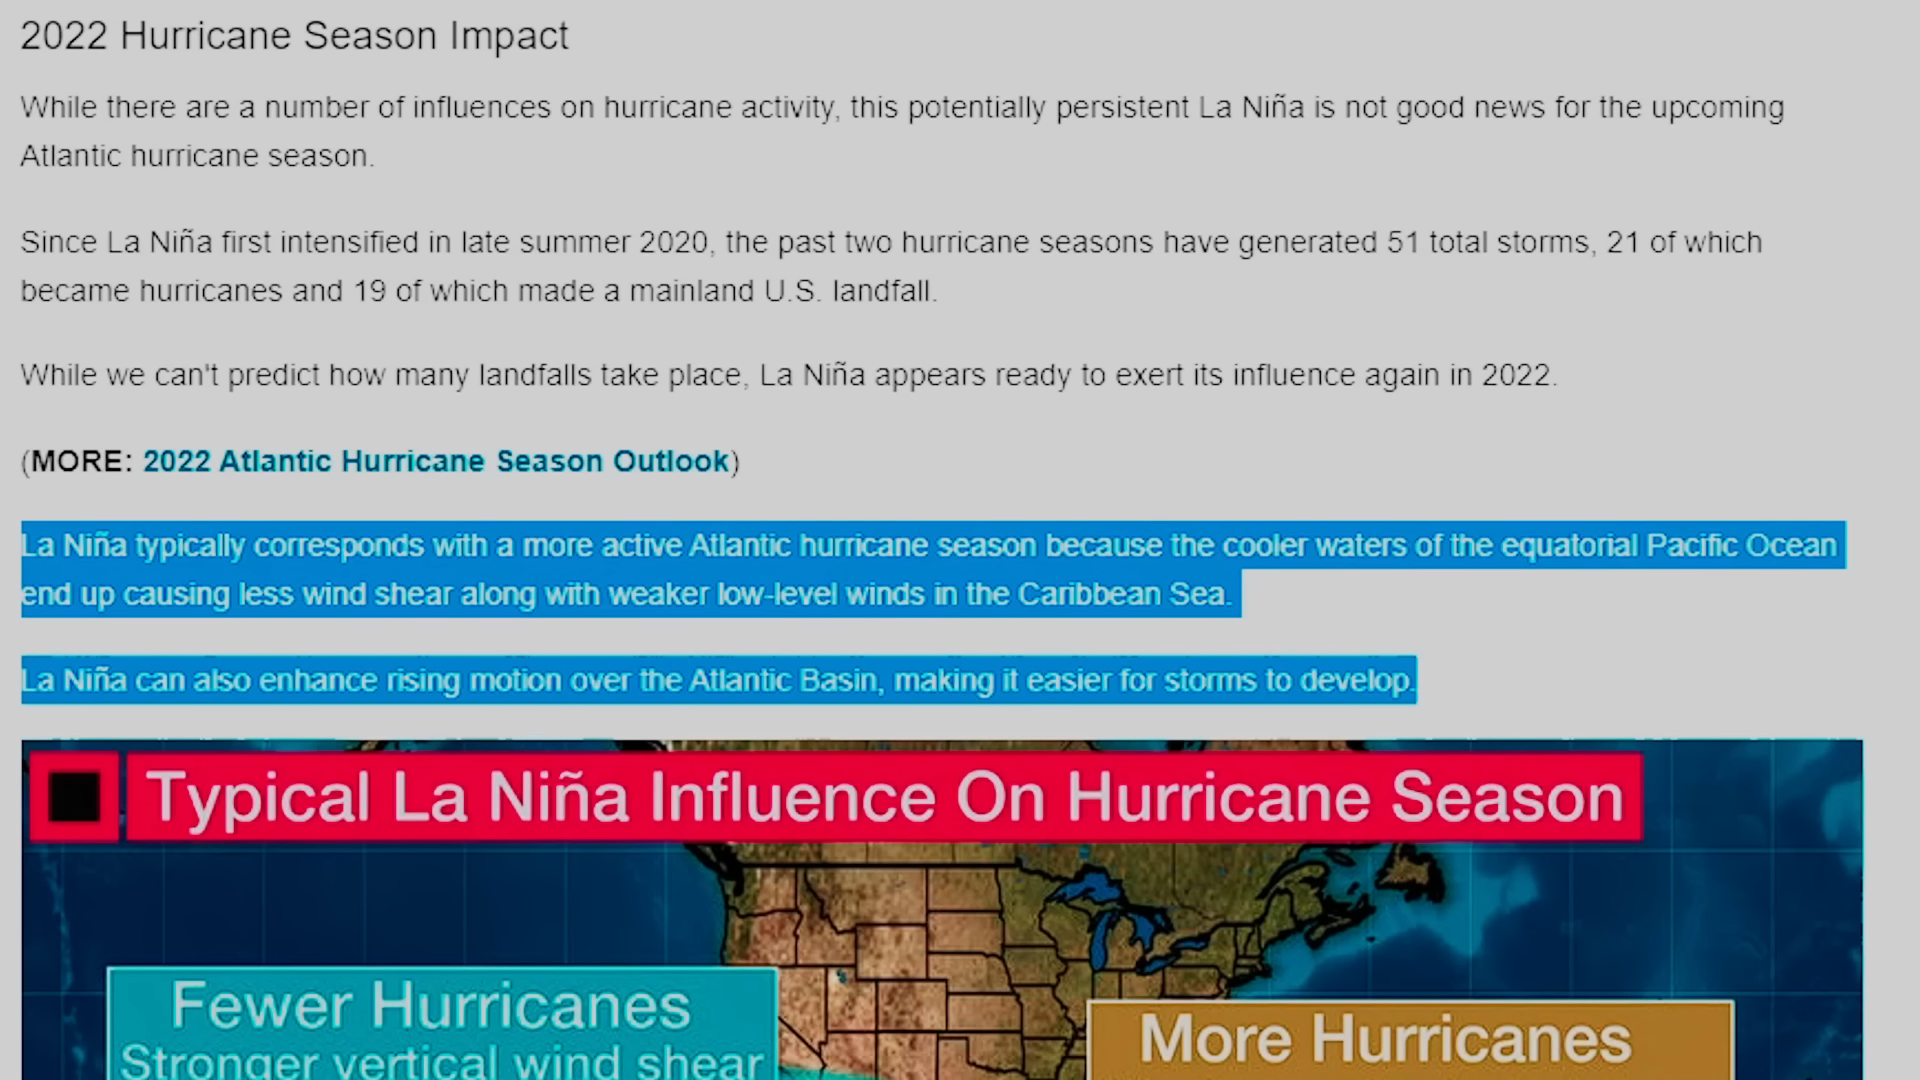 2022 Hurricane Season Impact
While there are a number of influences on hurricane activity, this potentially persistent La Niña is not good news for the upcoming
Atlantic hurricane season.
Since La Niña first intensified in late summer 2020, the past two hurricane seasons have generated 51 total storms, 21 of which
became hurricanes and 19 of which made a mainland U.S. landfall.
While we can't predict how many landfalls take place, La Niña appears ready to exert its influence again in 2022.
(MORE: 2022 Atlantic Hurricane Season Outlook)
La Niña typically corresponds with a more active Atlantic hurricane season because the cooler waters of the equatorial Pacific Ocean
end up causing less wind shear along with weaker low-level winds in the Caribbean Sea.
La Niña can also enhance rising motion over the Atlantic Basin, making it easier for storms to develop.
Typical La Niña Influence On Hurricane Season
Fewer Hurricanes
Stronger vertical wind shear
More Hurricanes